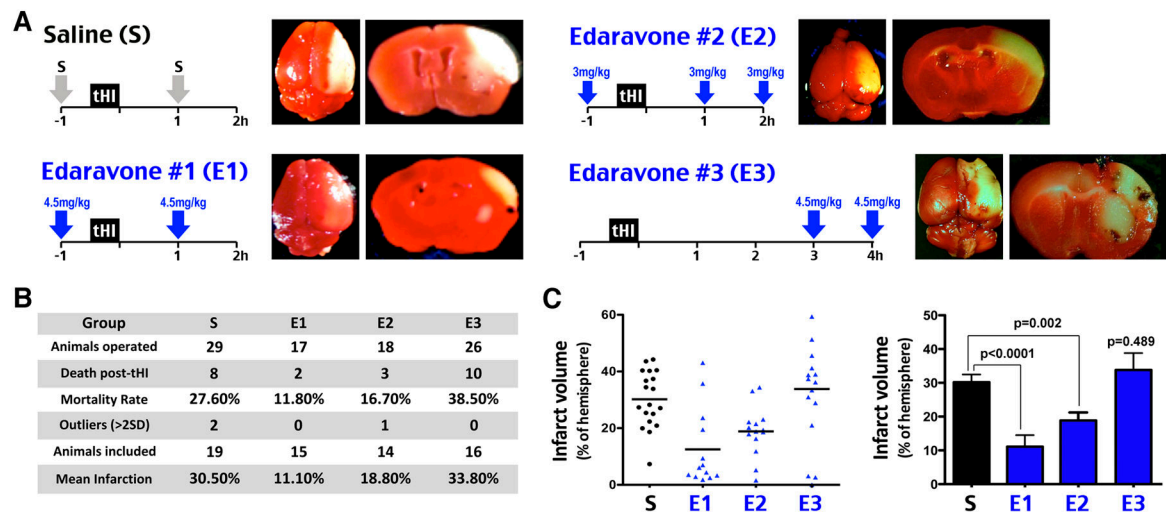 A
Saline (S)
S S
tHI
-1 1 2h
Edaravone #2 (E2)
3mg/kg 3mg/kg 3mg/kg
tHI
-1 1 2h
Edaravone #1 (E1)
4.5mg/kg 4.5mg/kg
tHI
-1 1 2h
Edaravone #3 (E3)
4.5mg/kg 4.5mg/kg
tHI
-1 1 2 3 4h
B
Group S E1 E2 E3
Animals operated 29 17 18 26
Death post-tHI 8 2 3 10
Mortality Rate 27.60% 11.80% 16.70% 38.50%
Outliers (>2SD) 2 0 1 0
Animals included 19 15 14 16
Mean Infarction 30.50% 11.10% 18.80% 33.80%
C
Infarct volume
(% of hemisphere)
60
40
20
0
S E1 E2 E3
Infarct volume
(% of hemisphere)
50
40
30
20
10
0
p=0.002
p<0.0001
p=0.489
S E1 E2 E3